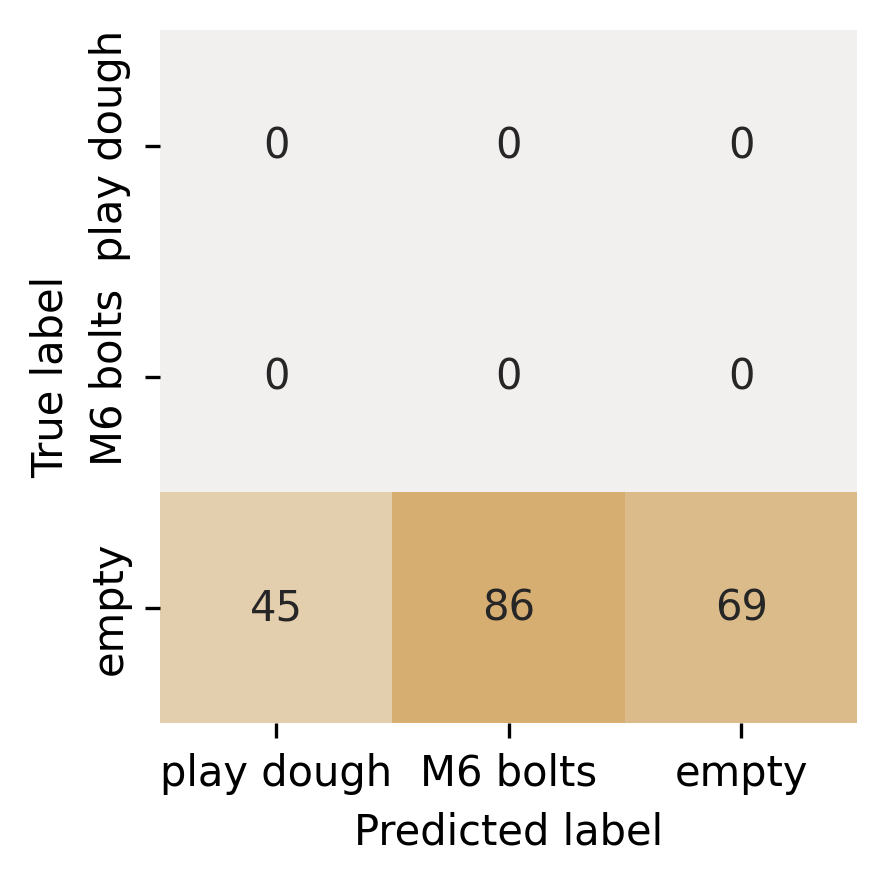 True label
play dough
0 0 0
M6 bolts
0 0 0
empty
45 86 69
play dough M6 bolts empty
Predicted label